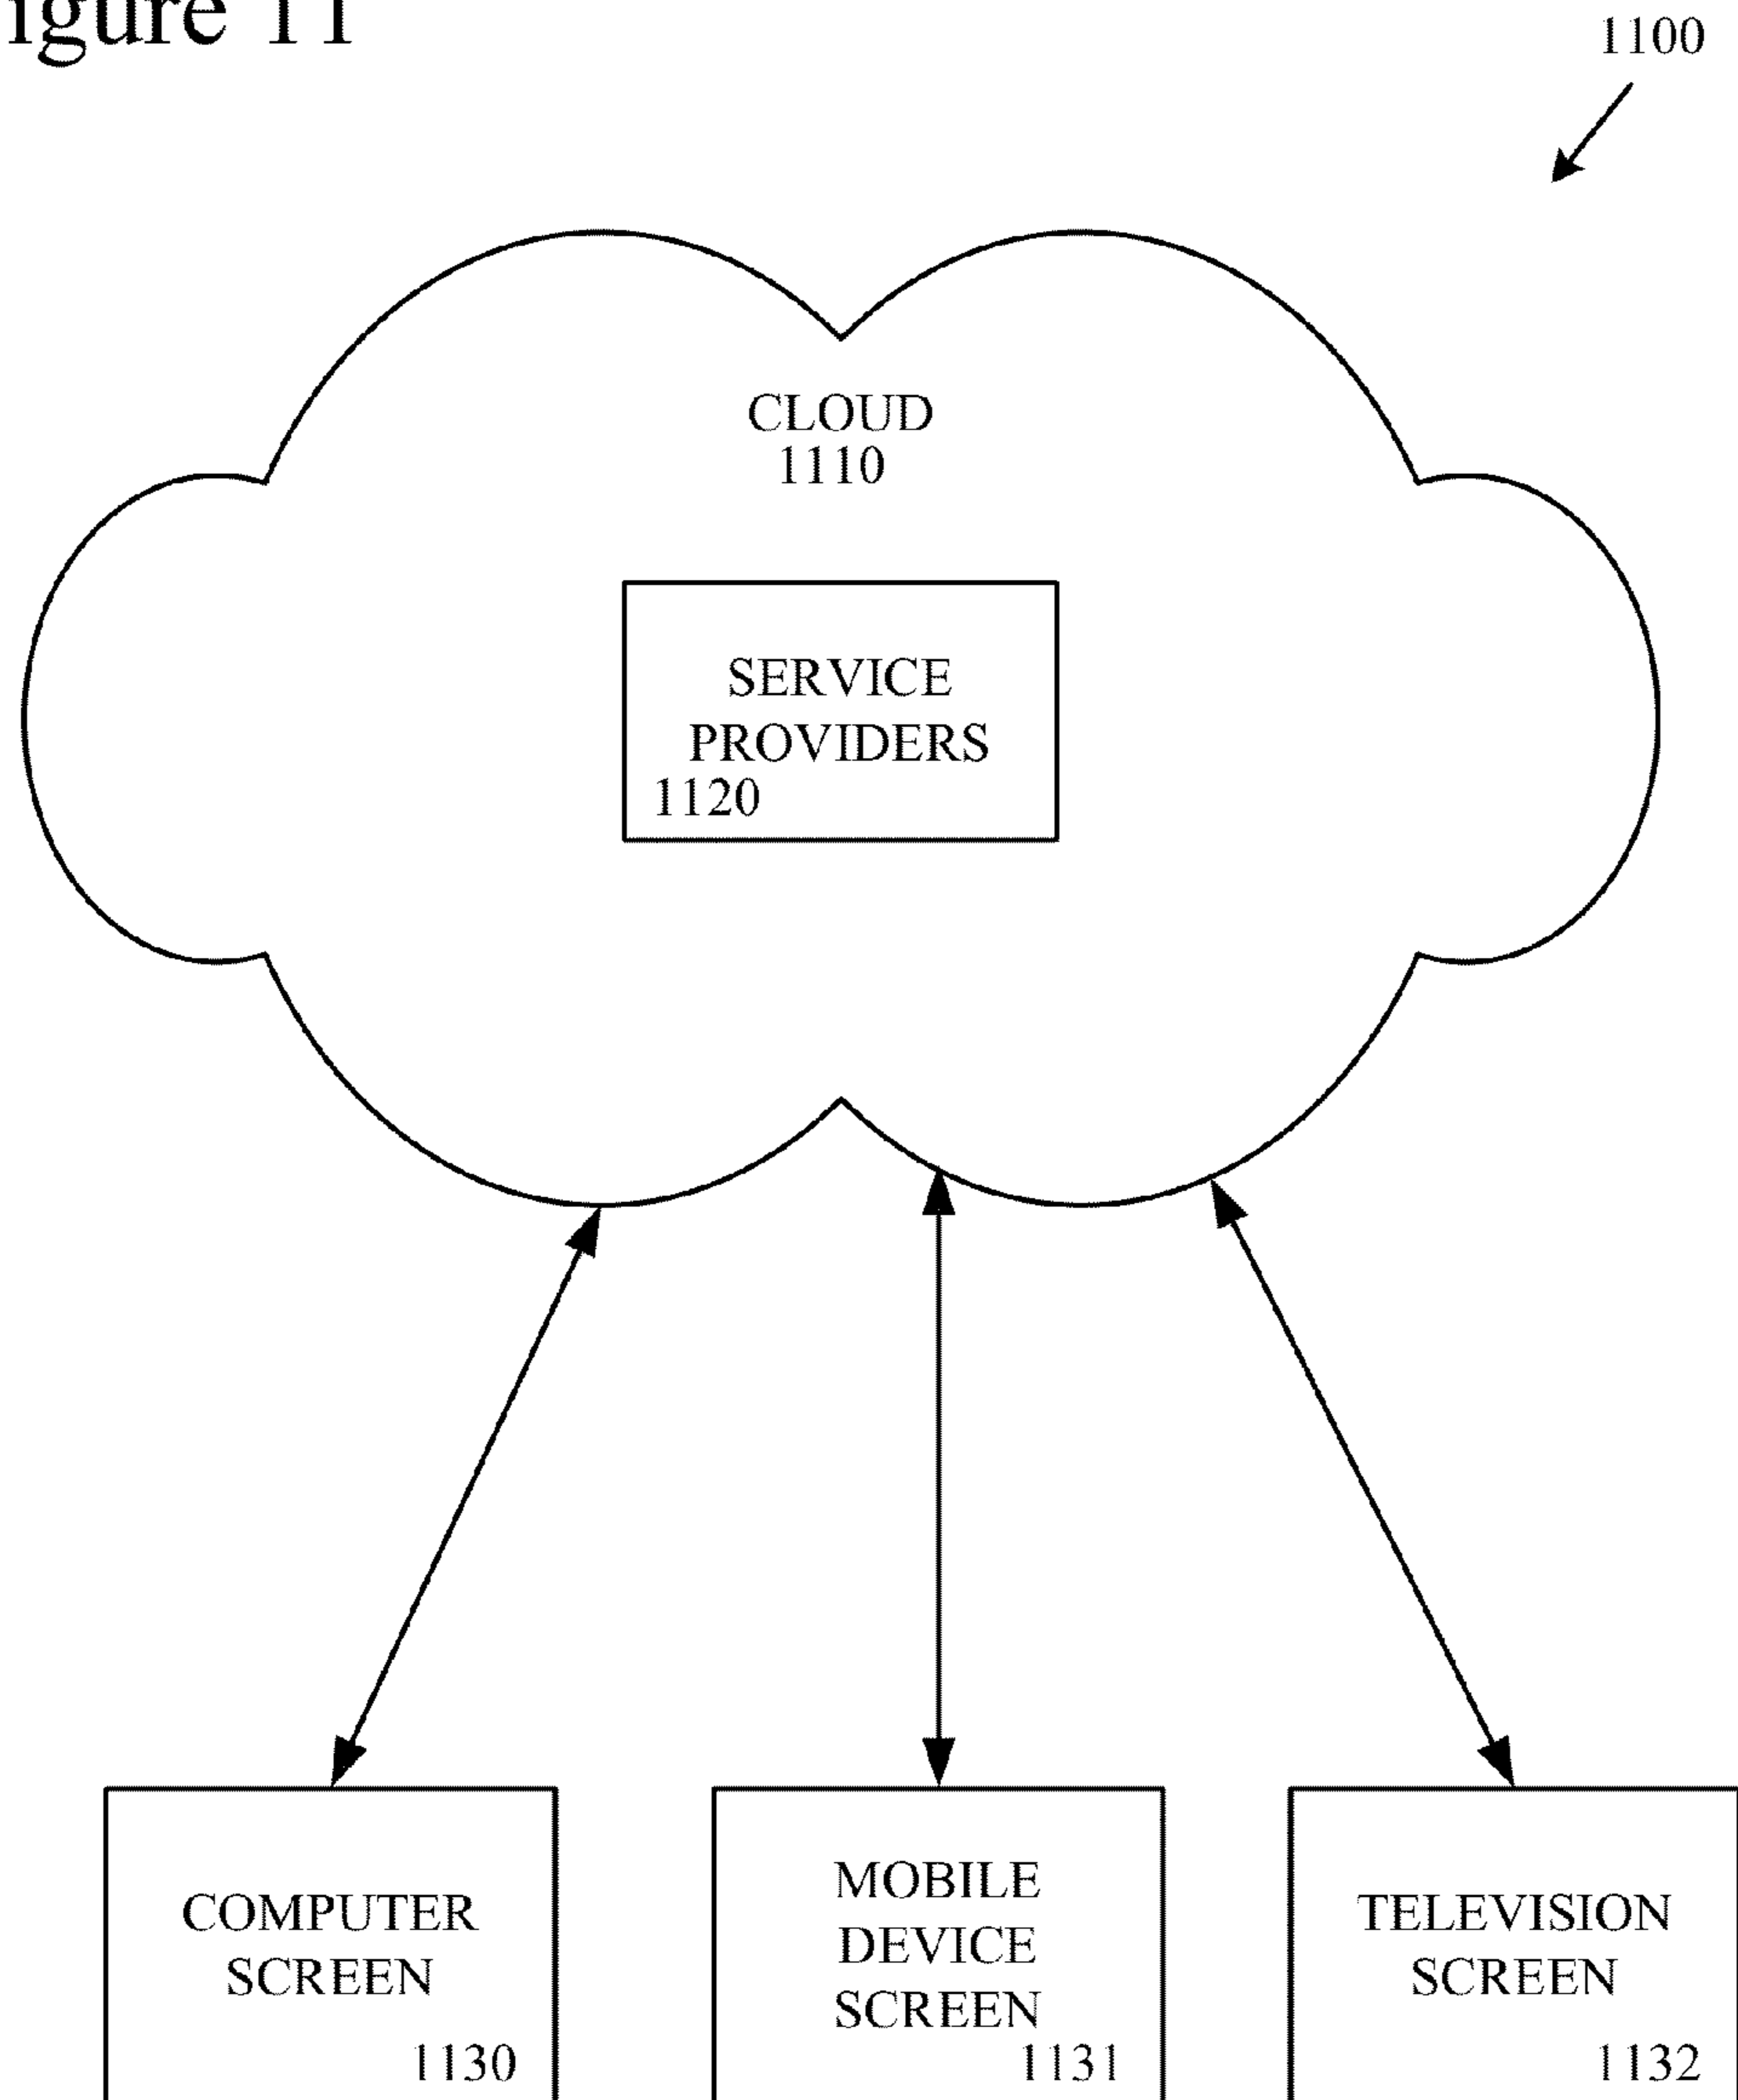 igure 11
1100
CLOUD
1110
SERVICE
PROVIDERS
1120
COMPUTER
SCREEN
1130
MOBILE
DEVICE
SCREEN
1131
TELEVISION
SCREEN
1132